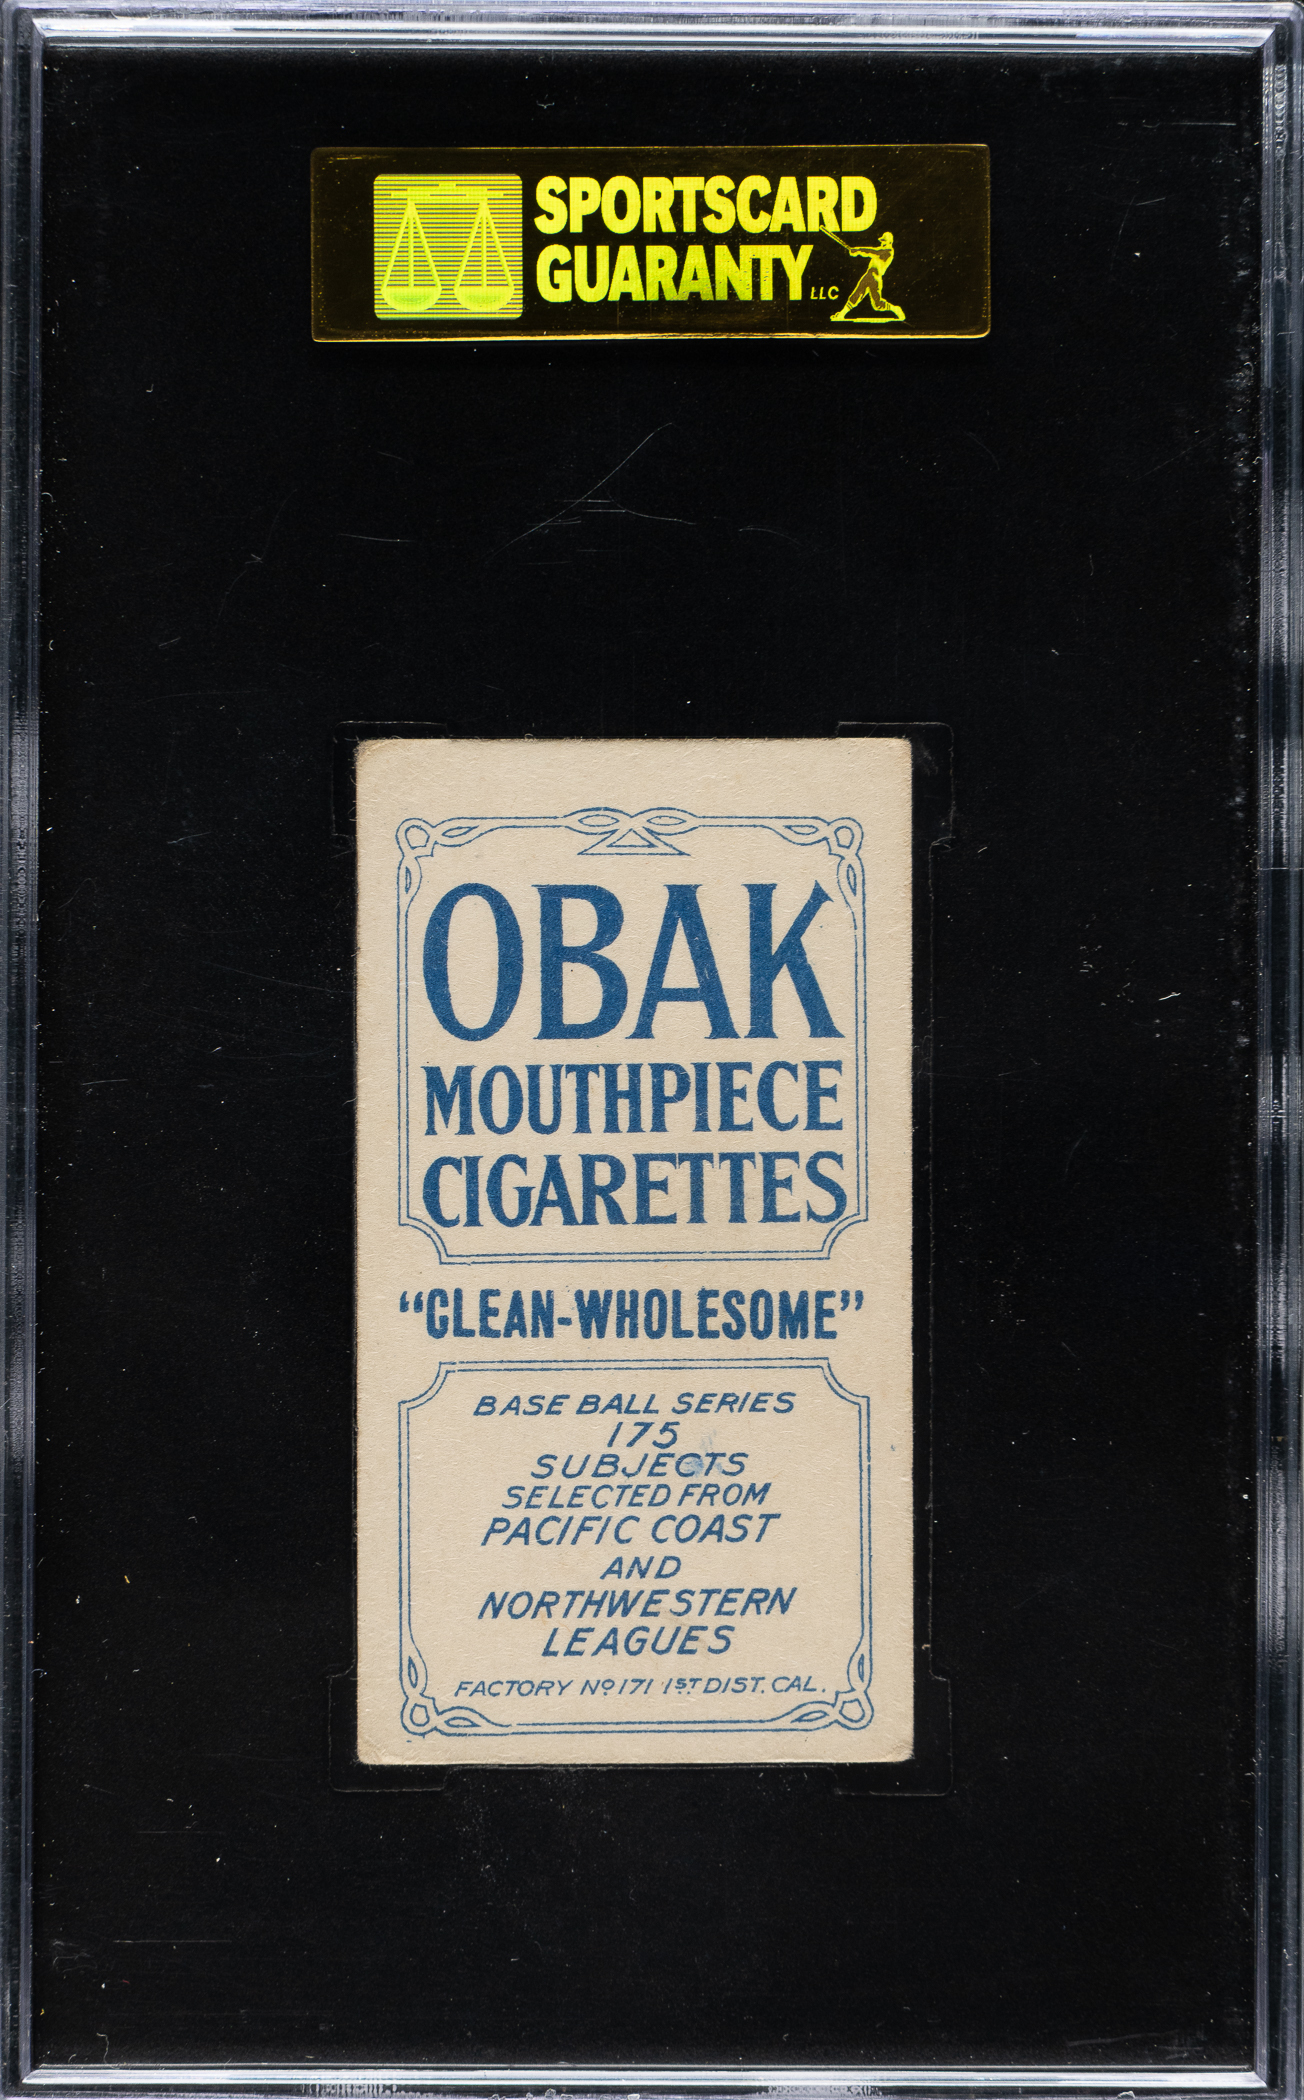 SPORTSCARD
GUARANTY LLC
OBAK
MOUTHPIECE
CIGARETTES
“CLEAN-WHOLESOME”
BASE BALL SERIES
175
SUBJECTS
SELECTED FROM
PACIFIC COAST
AND
NORTHWESTERN
LEAGUES
FACTORY Nº 171 1ST DIST. CAL.